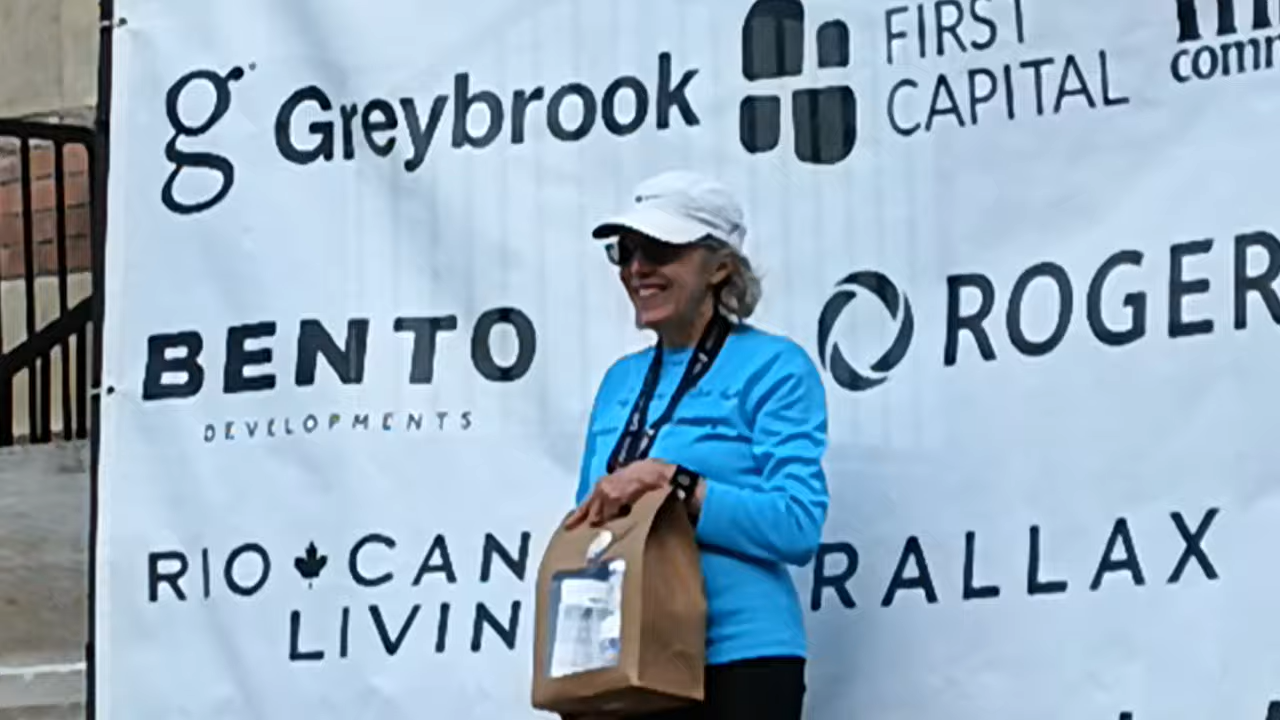 g Greybrook
FIRST
CAPITAL
comm
BENTO
DEVELOPMENTS
ROGER
RIO CAN
LIVIN
RALLAX